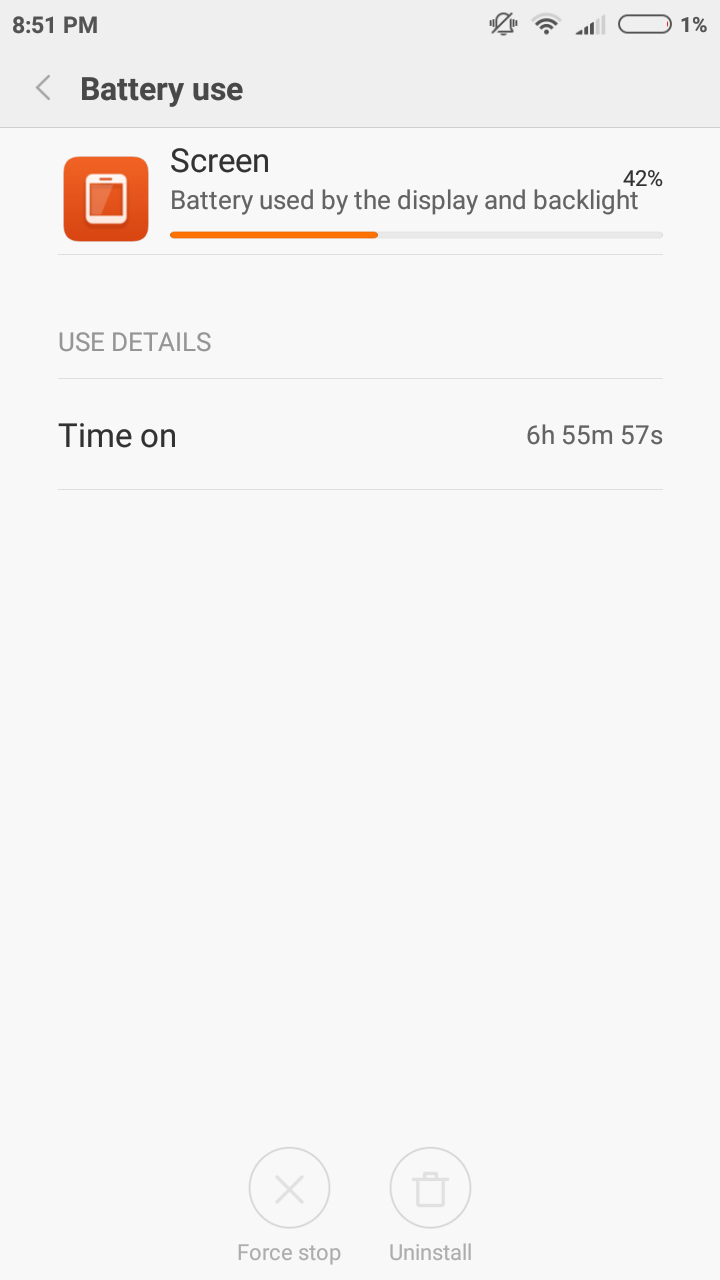 8:51 PM 1%
Battery use
Screen
42%
Battery used by the display and backlight
USE DETAILS
Time on 6h 55m 57s
Force stop Uninstall